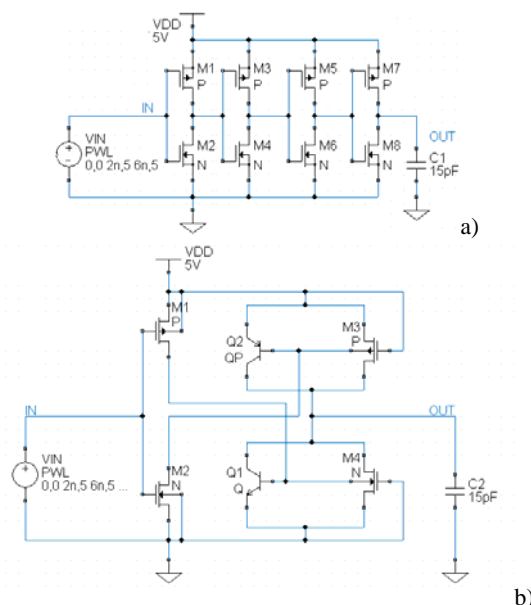 VDD
5V
M1
P
M3
P
M5
P
M7
P
IN
VIN
PWL
0,0 2n,5 6n,5
M2
N
M4
N
M6
N
M8
N
OUT
C1
15pF
a)
VDD
5V
M1
P
Q2
QP
M3
P
IN
VIN
PWL
0,0 2n,5 6n,5 ...
M2
N
Q1
Q
M4
N
OUT
C2
15pF
b)